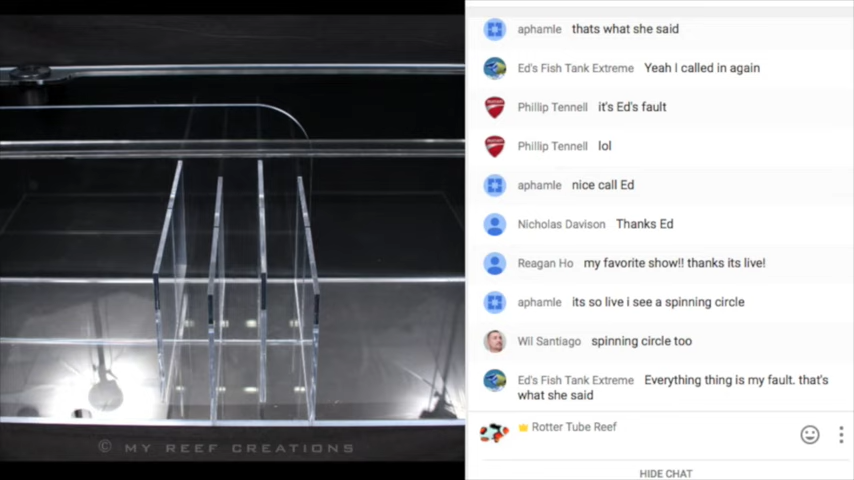 aphamle thats what she said
Ed's Fish Tank Extreme Yeah I called in again
Phillip Tennell it's Ed's fault
Phillip Tennell lol
aphamle nice call Ed
Nicholas Davison Thanks Ed
Reagan Ho my favorite show!! thanks its live!
aphamle its so live i see a spinning circle
Wil Santiago spinning circle too
Ed's Fish Tank Extreme Everything thing is my fault. that's
what she said
Rotter Tube Reef
HIDE CHAT
© MY REEF CREATIONS